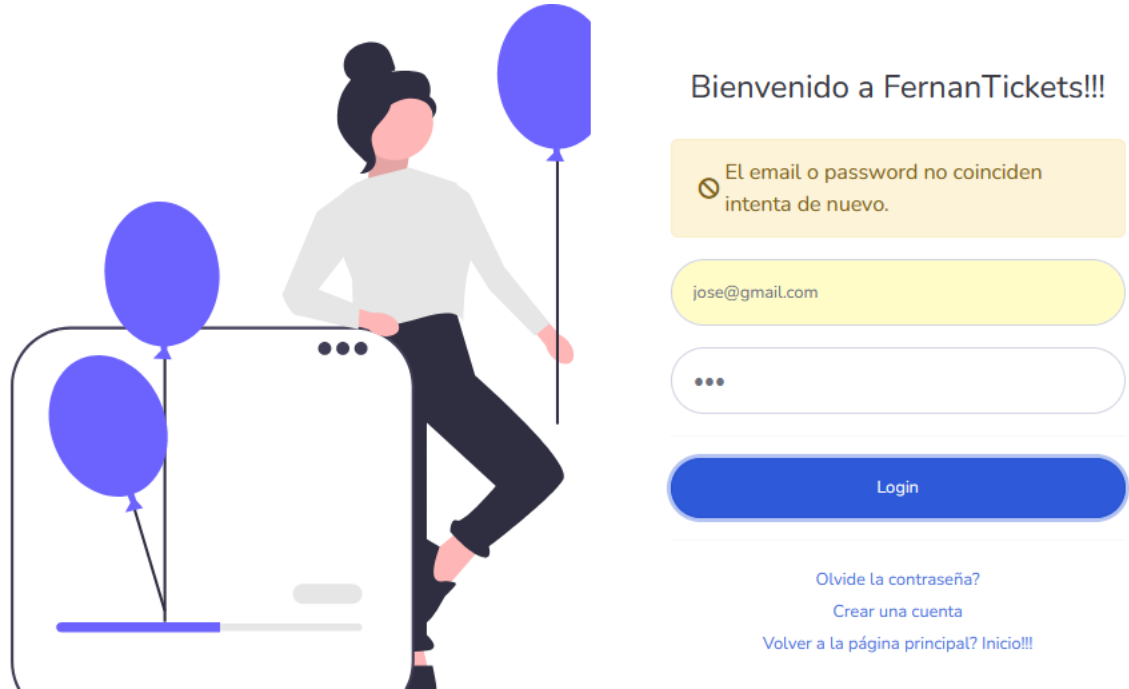 Bienvenido a FernanTickets!!!
El email o password no coinciden
intenta de nuevo.
jose@gmail.com
Login
Olvide la contraseña?
Crear una cuenta
Volver a la página principal? Inicio!!!